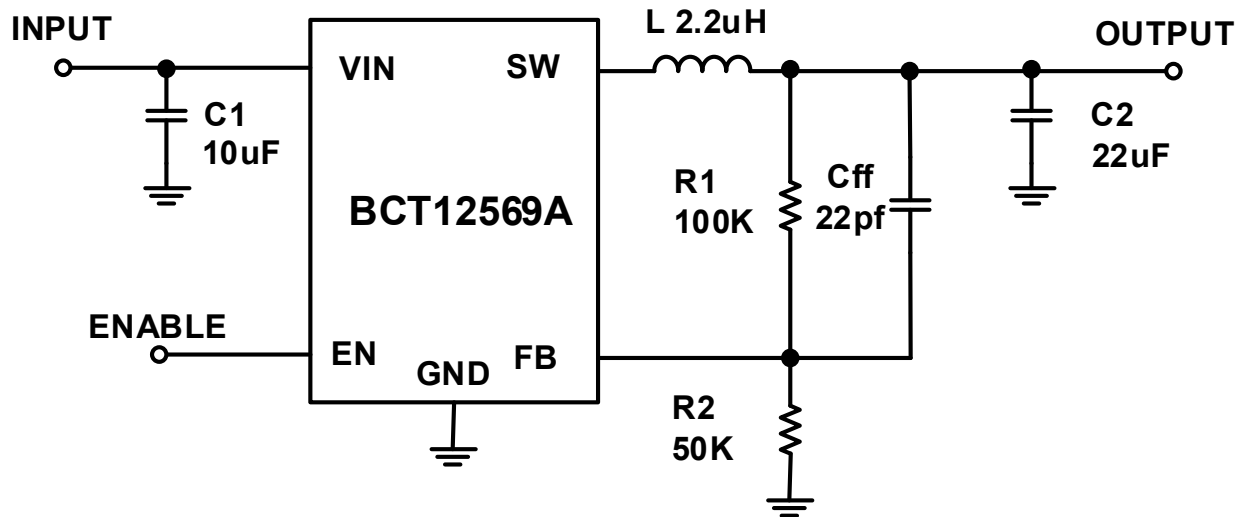 INPUT
L 2.2uH
OUTPUT
VIN
SW
C1
10uF
C2
22uF
R1
100K
Cff
22pf
BCT12569A
ENABLE
EN
GND
FB
R2
50K